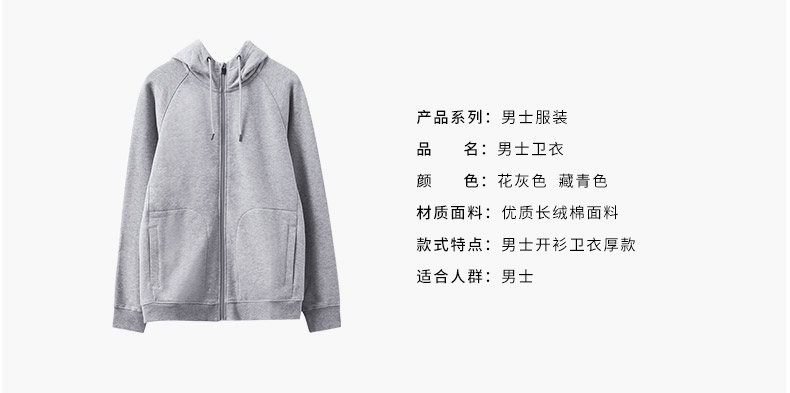 产品系列：男士服装
品　　名：男士卫衣
颜　　色：花灰色 藏青色
材质面料：优质长绒棉面料
款式特点：男士开衫卫衣厚款
适合人群：男士